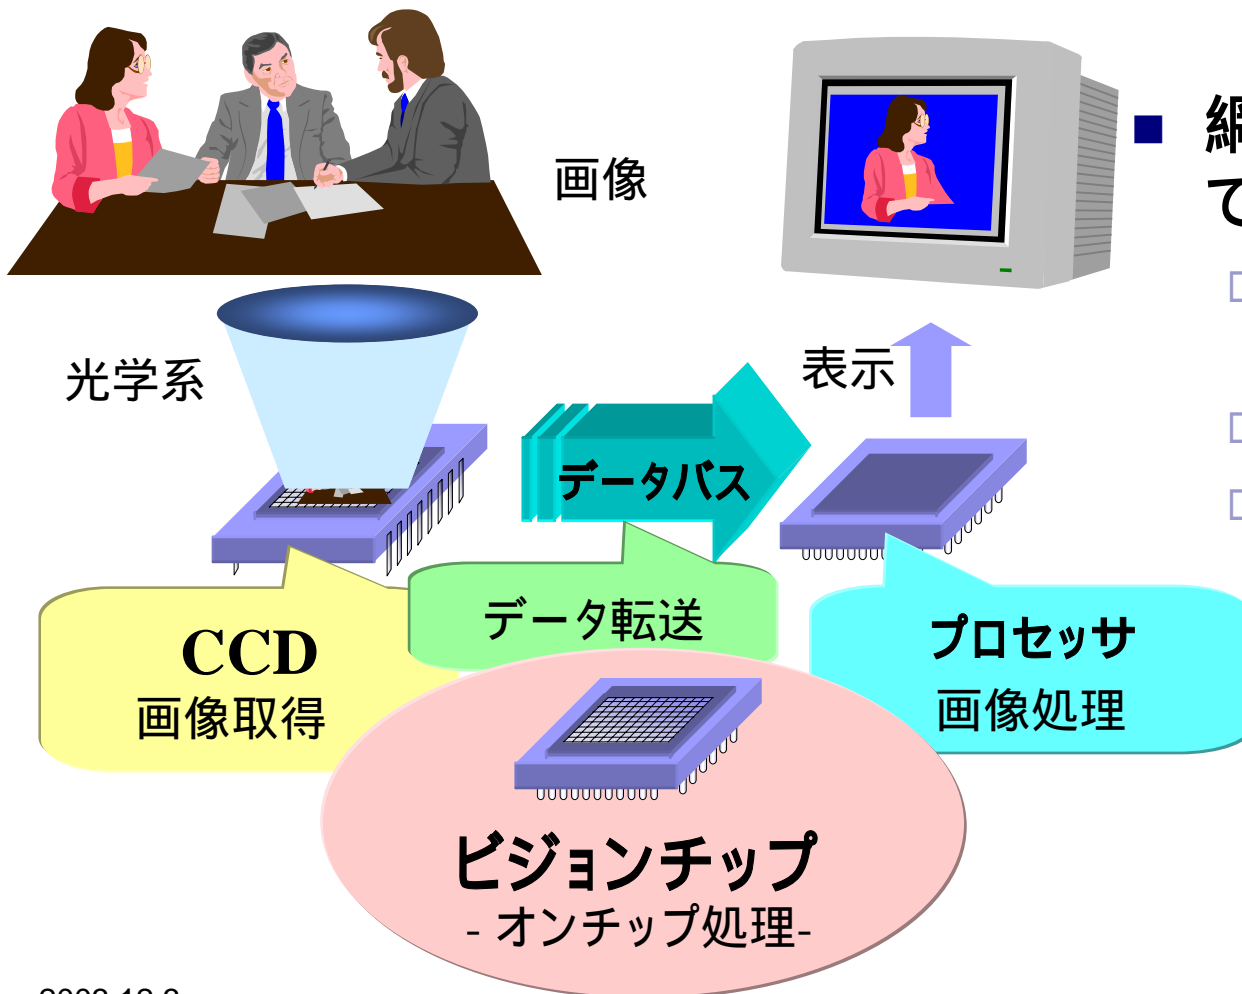 画像
綱
て
光学系
表示
データバス
データ転送
CCD
画像取得
プロセッサ
画像処理
ビジョンチップ
- オンチップ処理-